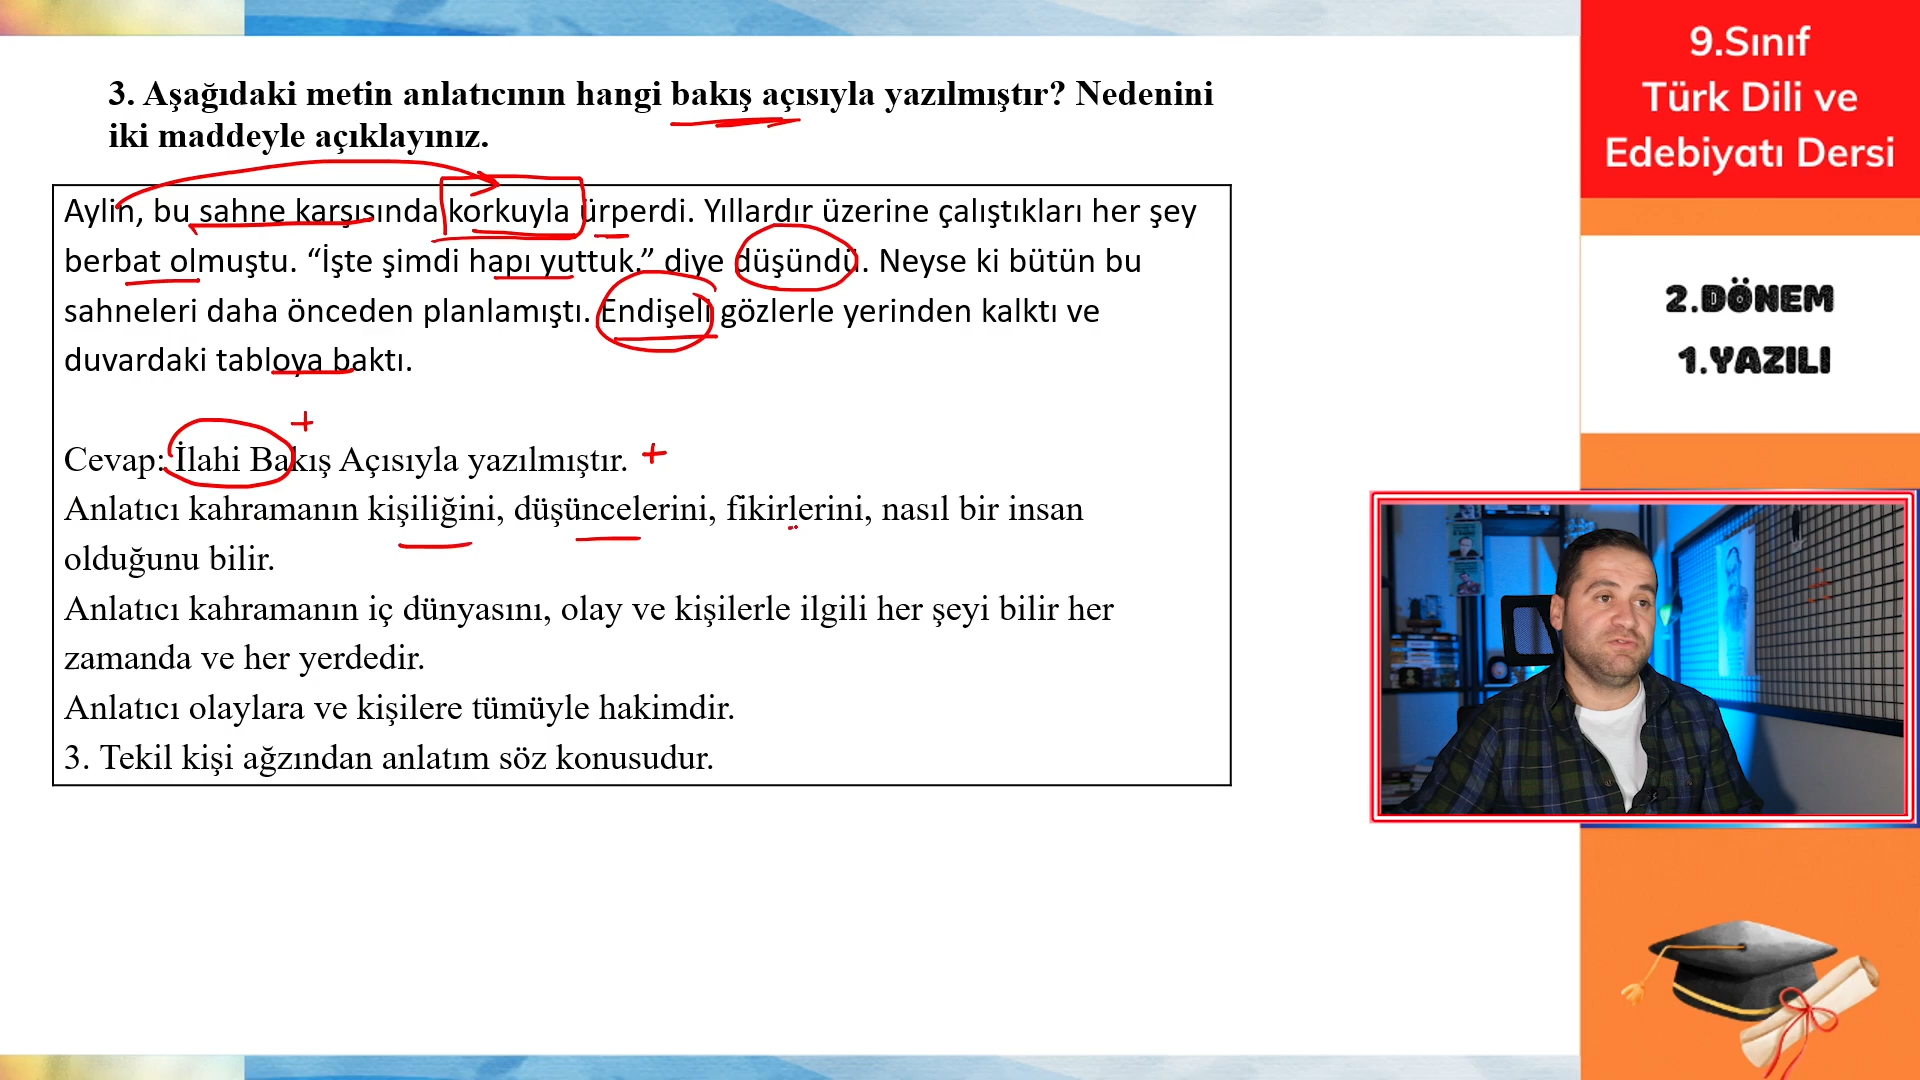 3. Aşağıdaki metin anlatıcının hangi bakış açısıyla yazılmıştır? Nedenini
iki maddeyle açıklayınız.
Aylin, bu sahne karşısında korkuyla ürperdi. Yıllardır üzerine çalıştıkları her şey
berbat olmuştu. “İşte şimdi hapı yuttuk.” diye düşündü. Neyse ki bütün bu
sahneleri daha önceden planlamıştı. Endişeli gözlerle yerinden kalktı ve
duvardaki tabloya baktı.
Cevap: İlahi Bakış Açısıyla yazılmıştır.
Anlatıcı kahramanın kişiliğini, düşüncelerini, fikirlerini, nasıl bir insan
olduğunu bilir.
Anlatıcı kahramanın iç dünyasını, olay ve kişilerle ilgili her şeyi bilir her
zamanda ve her yerdedir.
Anlatıcı olaylara ve kişilere tümüyle hakimdir.
3. Tekil kişi ağzından anlatım söz konusudur.
9.Sınıf
Türk Dili ve
Edebiyatı Dersi
2.DÖNEM
1.YAZILI